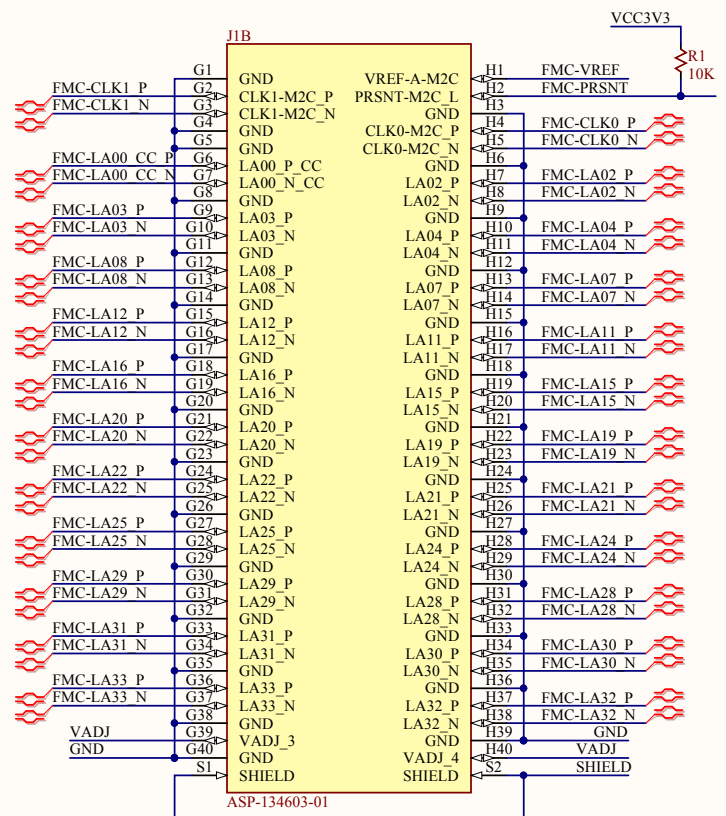 VCC3V3
J1B
R1
10K
G1 GND VREF-A-M2C H1 FMC-VREF
FMC-CLK1_P G2 CLK1-M2C_P PRSNT-M2C_L H2 FMC-PRSNT
FMC-CLK1_N G3 CLK1-M2C_N GND H3
G4 GND CLK0-M2C_P H4 FMC-CLK0_P
G5 GND CLK0-M2C_N H5 FMC-CLK0_N
FMC-LA00_CC_P G6 LA00_P_CC GND H6
FMC-LA00_CC_N G7 LA00_N_CC LA02_P H7 FMC-LA02_P
G8 GND LA02_N H8 FMC-LA02_N
FMC-LA03_P G9 LA03_P GND H9
FMC-LA03_N G10 LA03_N LA04_P H10 FMC-LA04_P
G11 GND LA04_N H11 FMC-LA04_N
FMC-LA08_P G12 LA08_P GND H12
FMC-LA08_N G13 LA08_N LA07_P H13 FMC-LA07_P
G14 GND LA07_N H14 FMC-LA07_N
FMC-LA12_P G15 LA12_P GND H15
FMC-LA12_N G16 LA12_N LA11_P H16 FMC-LA11_P
G17 GND LA11_N H17 FMC-LA11_N
FMC-LA16_P G18 LA16_P GND H18
FMC-LA16_N G19 LA16_N LA15_P H19 FMC-LA15_P
G20 GND LA15_N H20 FMC-LA15_N
FMC-LA20_P G21 LA20_P GND H21
FMC-LA20_N G22 LA20_N LA19_P H22 FMC-LA19_P
G23 GND LA19_N H23 FMC-LA19_N
FMC-LA22_P G24 LA22_P GND H24
FMC-LA22_N G25 LA22_N LA21_P H25 FMC-LA21_P
G26 GND LA21_N H26 FMC-LA21_N
FMC-LA25_P G27 LA25_P GND H27
FMC-LA25_N G28 LA25_N LA24_P H28 FMC-LA24_P
G29 GND LA24_N H29 FMC-LA24_N
FMC-LA29_P G30 LA29_P GND H30
FMC-LA29_N G31 LA29_N LA28_P H31 FMC-LA28_P
G32 GND LA28_N H32 FMC-LA28_N
FMC-LA31_P G33 LA31_P GND H33
FMC-LA31_N G34 LA31_N LA30_P H34 FMC-LA30_P
G35 GND LA30_N H35 FMC-LA30_N
FMC-LA33_P G36 LA33_P GND H36
FMC-LA33_N G37 LA33_N LA32_P H37 FMC-LA32_P
G38 GND LA32_N H38 FMC-LA32_N
VADJ G39 VADJ_3 GND H39 GND
GND G40 GND VADJ_4 H40 VADJ
S1 SHIELD SHIELD S2 SHIELD
ASP-134603-01